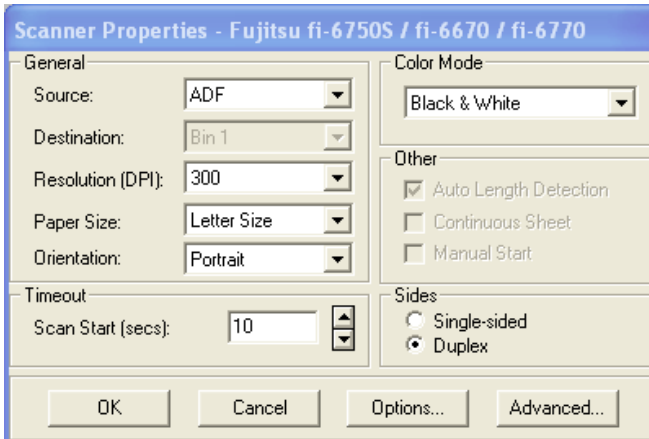 Scanner Properties - Fujitsu fi-6750S / fi-6670 / fi-6770
General
Source: ADF
Destination: Bin 1
Resolution (DPI): 300
Paper Size: Letter Size
Orientation: Portrait
Color Mode
Black & White
Other
Auto Length Detection
Continuous Sheet
Manual Start
Timeout
Scan Start (secs): 10
Sides
Single-sided
Duplex
OK Cancel Options... Advanced...